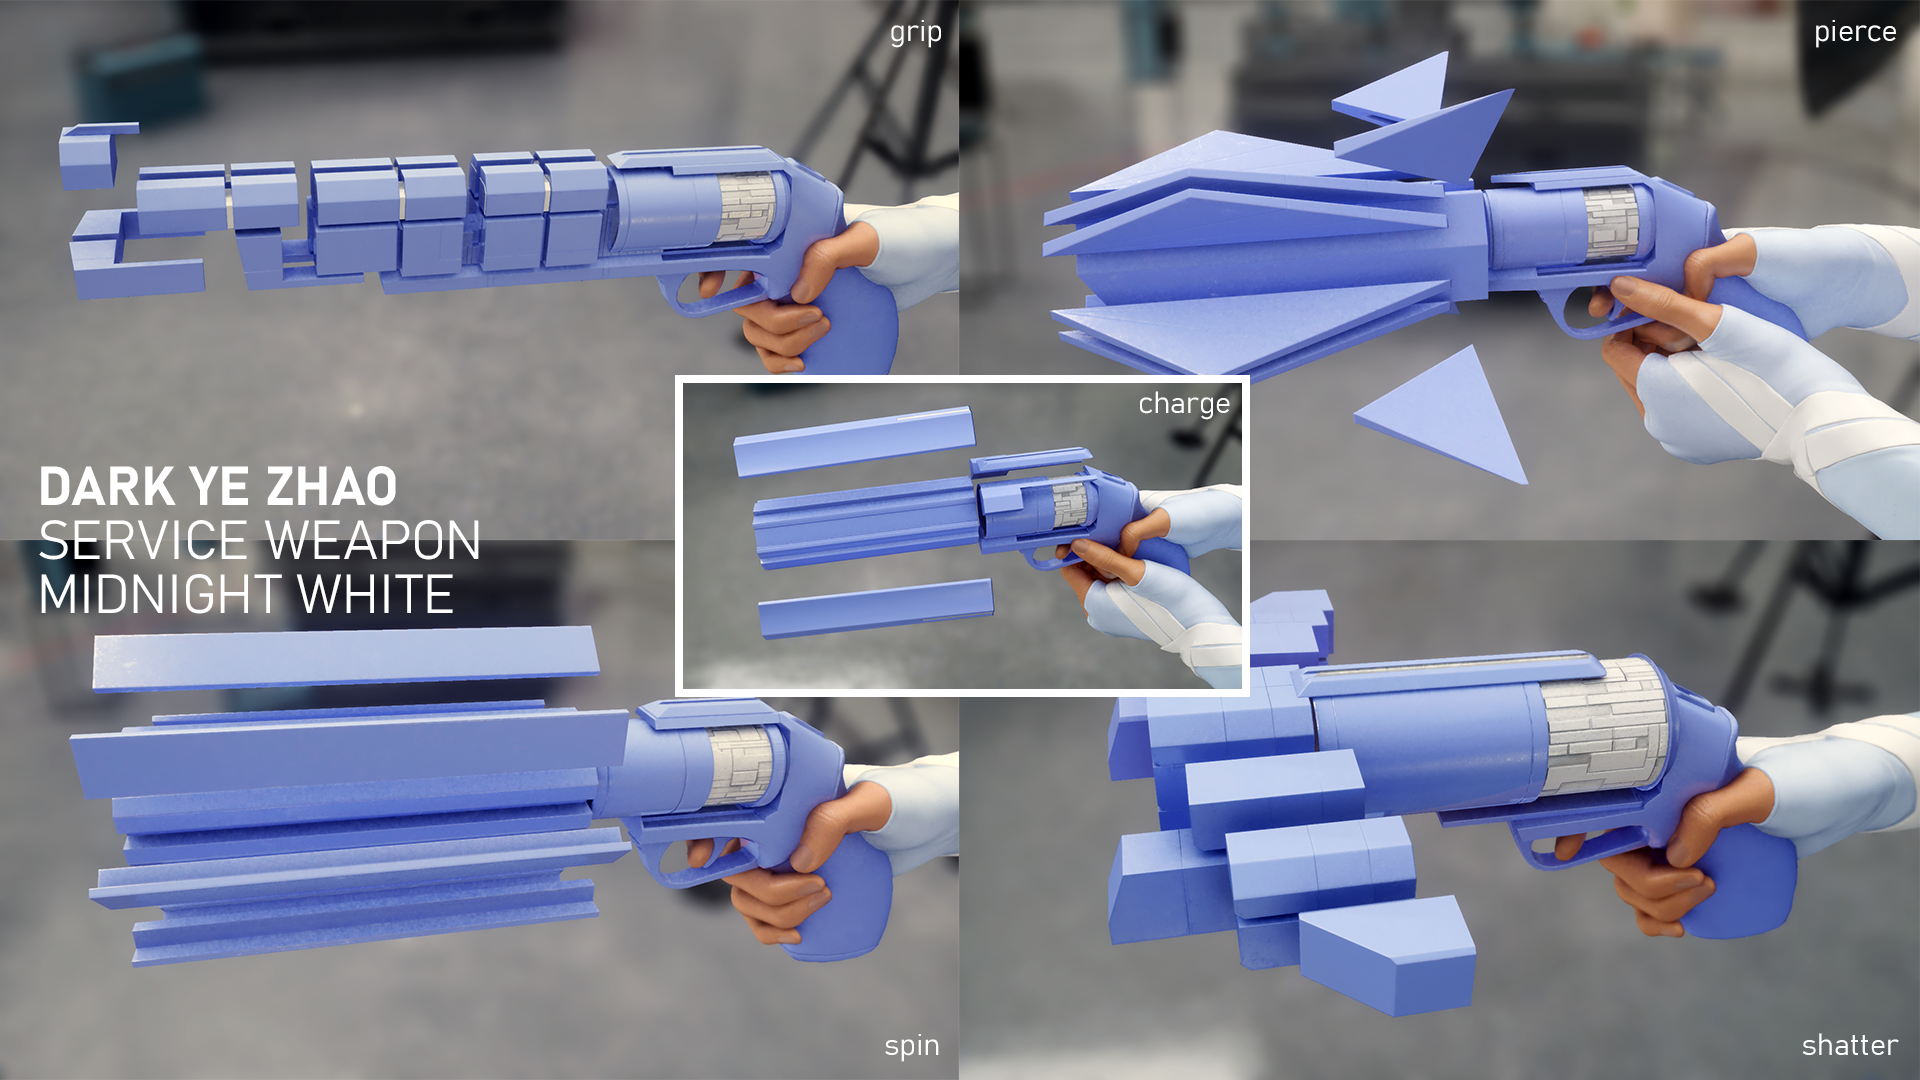 grip
pierce
charge
DARK YE ZHAO
SERVICE WEAPON
MIDNIGHT WHITE
spin
shatter